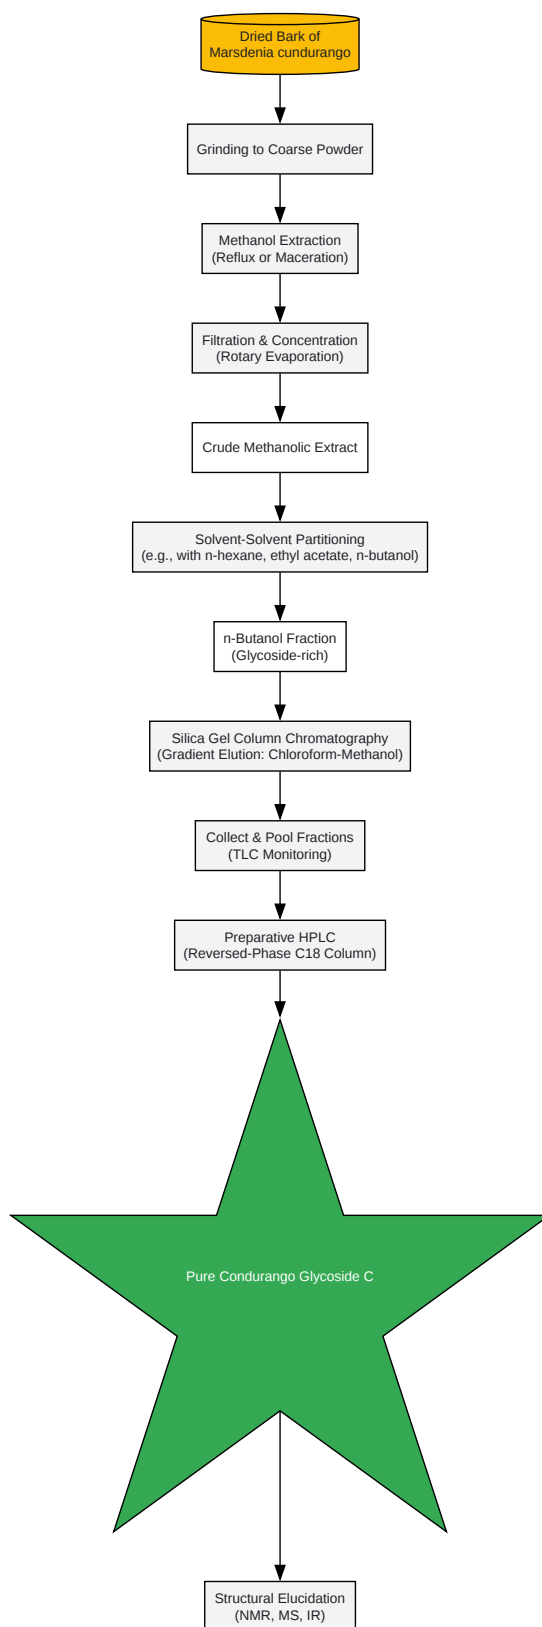 Dried Bark of
Marsdenia cundurango
Grinding to Coarse Powder
Methanol Extraction
(Reflux or Maceration)
Filtration & Concentration
(Rotary Evaporation)
Crude Methanolic Extract
Solvent-Solvent Partitioning
(e.g., with n-hexane, ethyl acetate, n-butanol)
n-Butanol Fraction
(Glycoside-rich)
Silica Gel Column Chromatography
(Gradient Elution: Chloroform-Methanol)
Collect & Pool Fractions
(TLC Monitoring)
Preparative HPLC
(Reversed-Phase C18 Column)
Pure Condurango Glycoside C
Structural Elucidation
(NMR, MS, IR)